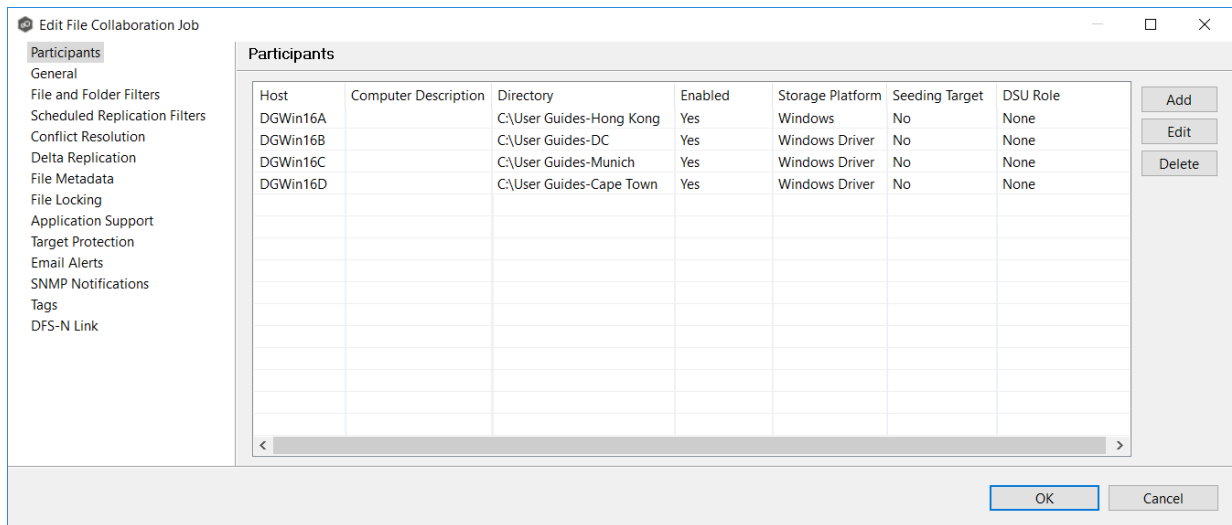 Edit File Collaboration Job
Participants
General
File and Folder Filters
Scheduled Replication Filters
Conflict Resolution
Delta Replication
File Metadata
File Locking
Application Support
Target Protection
Email Alerts
SNMP Notifications
Tags
DFS-N Link
Participants
Host Computer Description Directory Enabled Storage Platform Seeding Target DSU Role
DGWin16A C:\User Guides-Hong Kong Yes Windows No None
DGWin16B C:\User Guides-DC Yes Windows Driver No None
DGWin16C C:\User Guides-Munich Yes Windows Driver No None
DGWin16D C:\User Guides-Cape Town Yes Windows Driver No None
Add
Edit
Delete
OK Cancel